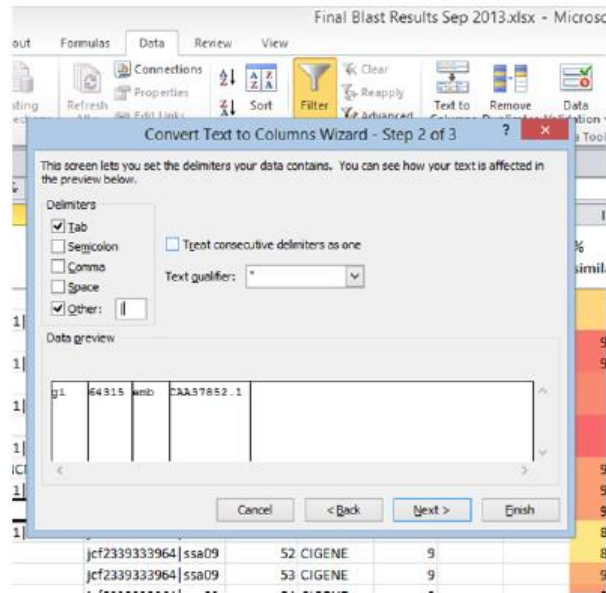 Final Blast Results Sep 2013.xlsx - Microso
out Formulas Data Review View
Connections Clear
Properties Reapply
Refresh Edit Links Sort Filter Advanced Text to Remove Data
Convert Text to Columns Wizard - Step 2 of 3 ?
This screen lets you set the delimiters your data contains. You can see how your text is affected in
the preview below.
Delimiters
Tab
Semicolon Treat consecutive delimiters as one
Comma Text qualifier: "
Space
Other: |
Data preview
gi 64315 emb CAA37852.1
Cancel < Back Next > Finish
%
simila
jcf2339333964|ssa09 52 CIGENE 9
jcf2339333964|ssa09 53 CIGENE 9